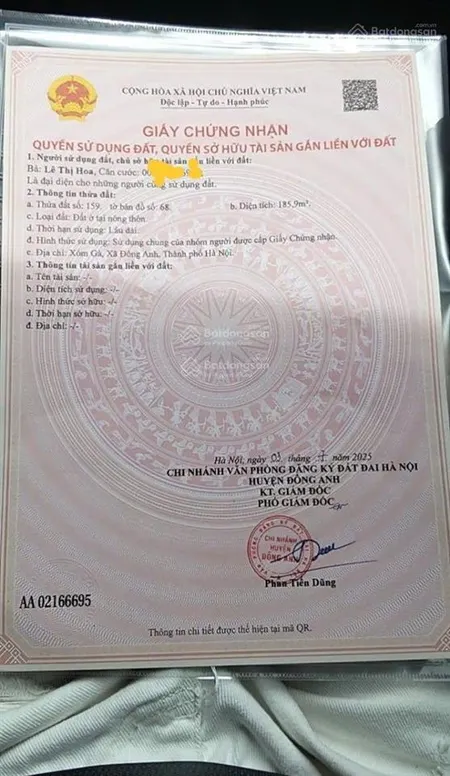 Batdongsan
.com.vn
CỘNG HÒA XÃ HỘI CHỦ NGHĨA VIỆT NAM
Độc lập - Tự do - Hạnh phúc
GIẤY CHỨNG NHẬN
QUYỀN SỬ DỤNG ĐẤT, QUYỀN SỞ HỮU TÀI SẢN GẮN LIỀN VỚI ĐẤT
1. Người sử dụng đất, chủ sở hữu tài sản gắn liền với đất:
Bà: Lê Thị Hoa, Căn cước: 00
Là đại diện cho những người cùng sử dụng đất.
2. Thông tin thửa đất:
a. Thửa đất số: 159. tờ bản đồ số: 68. b. Diện tích: 185,9m².
c. Loại đất: Đất ở tại nông thôn.
d. Thời hạn sử dụng: Lâu dài.
đ. Hình thức sử dụng: Sử dụng chung của nhóm người được cấp Giấy Chứng nhận.
e. Địa chỉ: Xóm Gà, Xã Đông Anh, Thành phố Hà Nội.
3. Thông tin tài sản gắn liền với đất:
a. Tên tài sản: -/-
b. Diện tích sử dụng: -/-
c. Hình thức sở hữu: -/-
d. Thời hạn sở hữu: -/-
đ. Địa chỉ: -/-
Batdongsan
Batdongsan
Hà Nội, ngày 03 tháng năm 2025
CHI NHÁNH VĂN PHÒNG ĐĂNG KÝ ĐẤT ĐAI HÀ NỘI
HUYỆN ĐÔNG ANH
KT. GIÁM ĐỐC
PHÓ GIÁM ĐỐC
CHI NHÁNH
HUYỆN
ĐÔNG ANH
Phan Tiến Dũng
AA 02166695
Thông tin chi tiết được thể hiện tại mã QR.